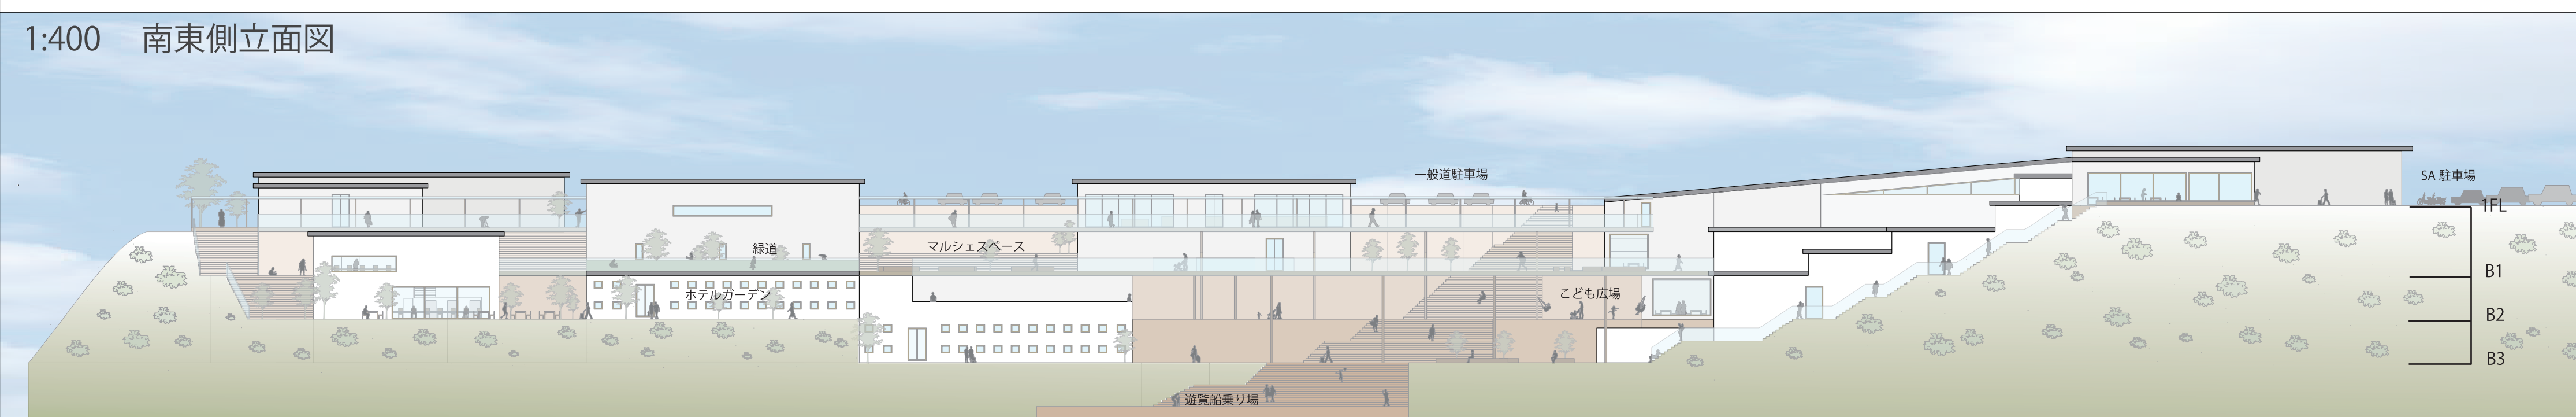 1:400 南東側立面図
一般道駐車場
SA 駐車場
1FL
緑道
マルシェスペース
B1
ホテルガーデン
こども広場
B2
B3
遊覧船乗り場